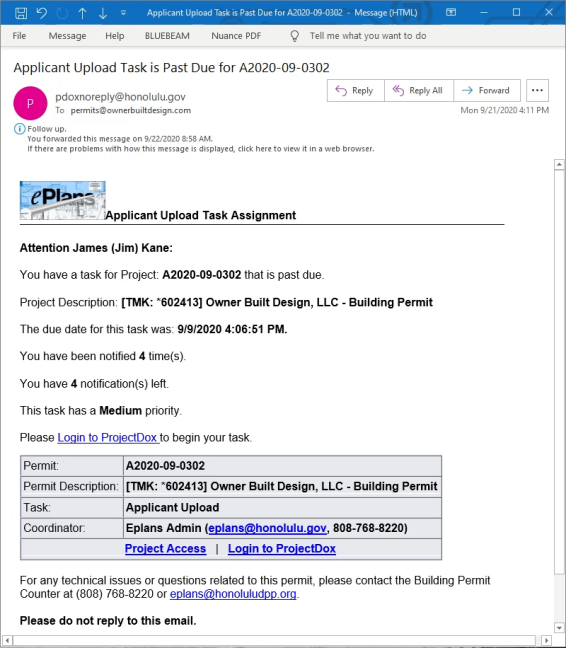 Applicant Upload Task is Past Due for A2020-09-0302 - Message (HTML)
File Message Help BLUEBEAM Nuance PDF Tell me what you want to do
Applicant Upload Task is Past Due for A2020-09-0302
P
pdoxnoreply@honolulu.gov
To permits@ownerbuiltdesign.com
Reply Reply All Forward ...
Mon 9/21/2020 4:11 PM
Follow up.
You forwarded this message on 9/22/2020 8:58 AM.
If there are problems with how this message is displayed, click here to view it in a web browser.
ePlans Applicant Upload Task Assignment
Attention James (Jim) Kane:
You have a task for Project: A2020-09-0302 that is past due.
Project Description: [TMK: *602413] Owner Built Design, LLC - Building Permit
The due date for this task was: 9/9/2020 4:06:51 PM.
You have been notified 4 time(s).
You have 4 notification(s) left.
This task has a Medium priority.
Please Login to ProjectDox to begin your task.
Permit: A2020-09-0302
Permit Description: [TMK: *602413] Owner Built Design, LLC - Building Permit
Task: Applicant Upload
Coordinator: Eplans Admin (eplans@honolulu.gov, 808-768-8220)
Project Access | Login to ProjectDox
For any technical issues or questions related to this permit, please contact the Building Permit
Counter at (808) 768-8220 or eplans@honoluludpp.org.
Please do not reply to this email.